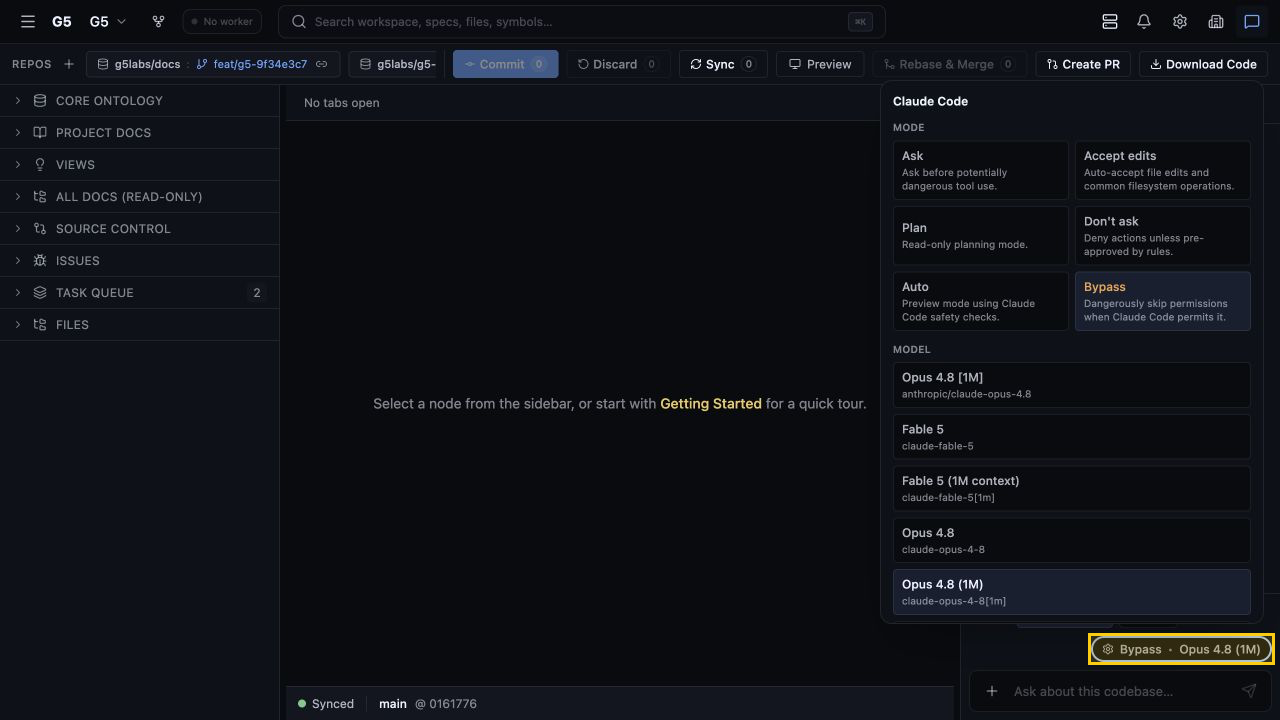 G5 G5 No worker Search workspace, specs, files, symbols... ⌘K
REPOS + g5labs/docs : feat/g5-9f34e3c7 g5labs/g5- Commit 0 Discard 0 Sync 0 Preview Rebase & Merge 0 Create PR Download Code
CORE ONTOLOGY
PROJECT DOCS
VIEWS
ALL DOCS (READ-ONLY)
SOURCE CONTROL
ISSUES
TASK QUEUE 2
FILES
No tabs open
Select a node from the sidebar, or start with Getting Started for a quick tour.
Synced main @ 0161776
Claude Code
MODE
Ask
Ask before potentially
dangerous tool use.
Accept edits
Auto-accept file edits and
common filesystem operations.
Plan
Read-only planning mode.
Don't ask
Deny actions unless pre-
approved by rules.
Auto
Preview mode using Claude
Code safety checks.
Bypass
Dangerously skip permissions
when Claude Code permits it.
MODEL
Opus 4.8 [1M]
anthropic/claude-opus-4.8
Fable 5
claude-fable-5
Fable 5 (1M context)
claude-fable-5[1m]
Opus 4.8
claude-opus-4-8
Opus 4.8 (1M)
claude-opus-4-8[1m]
Bypass • Opus 4.8 (1M)
+ Ask about this codebase...